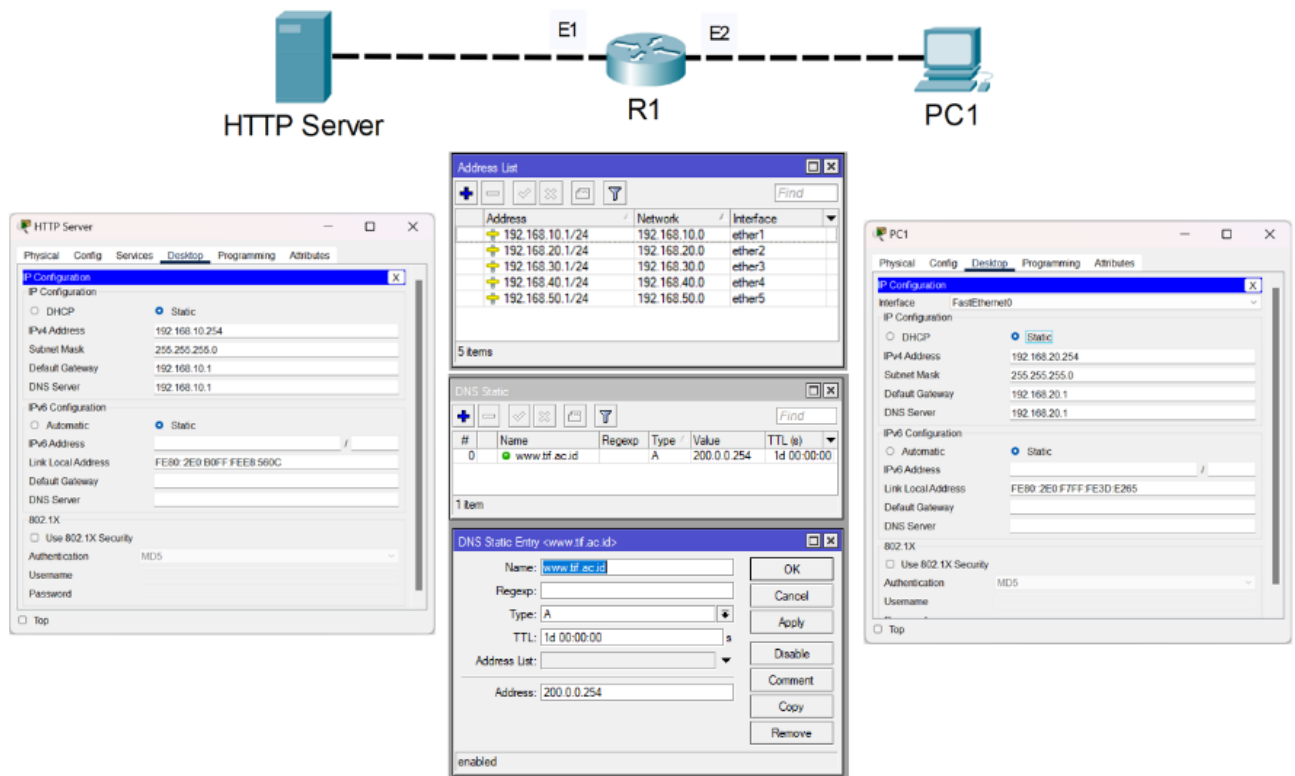 E1
E2
HTTP Server
R1
PC1
HTTP Server
Physical Config Services Desktop Programming Attributes
IP Configuration X
IP Configuration
DHCP Static
IPv4 Address 192.168.10.254
Subnet Mask 255.255.255.0
Default Gateway 192.168.10.1
DNS Server 192.168.10.1
IPv6 Configuration
Automatic Static
IPv6 Address /
Link Local Address FE80::2E0:B0FF:FEE8:560C
Default Gateway
DNS Server
802.1X
Use 802.1X Security
Authentication MD5
Username
Password
Top
Address List
Find
Address Network Interface
192.168.10.1/24 192.168.10.0 ether1
192.168.20.1/24 192.168.20.0 ether2
192.168.30.1/24 192.168.30.0 ether3
192.168.40.1/24 192.168.40.0 ether4
192.168.50.1/24 192.168.50.0 ether5
5 items
DNS Static
Find
# Name Regexp Type Value TTL (s)
0 www.tif.ac.id A 200.0.0.254 1d 00:00:00
1 item
DNS Static Entry <www.tif.ac.id>
Name: www.tif.ac.id
Regexp:
Type: A
TTL: 1d 00:00:00 s
Address List:
Address: 200.0.0.254
OK
Cancel
Apply
Disable
Comment
Copy
Remove
enabled
PC1
Physical Config Desktop Programming Attributes
IP Configuration X
Interface FastEthernet0
IP Configuration
DHCP Static
IPv4 Address 192.168.20.254
Subnet Mask 255.255.255.0
Default Gateway 192.168.20.1
DNS Server 192.168.20.1
IPv6 Configuration
Automatic Static
IPv6 Address /
Link Local Address FE80::2E0:F7FF:FE3D:E265
Default Gateway
DNS Server
802.1X
Use 802.1X Security
Authentication MD5
Username
Top